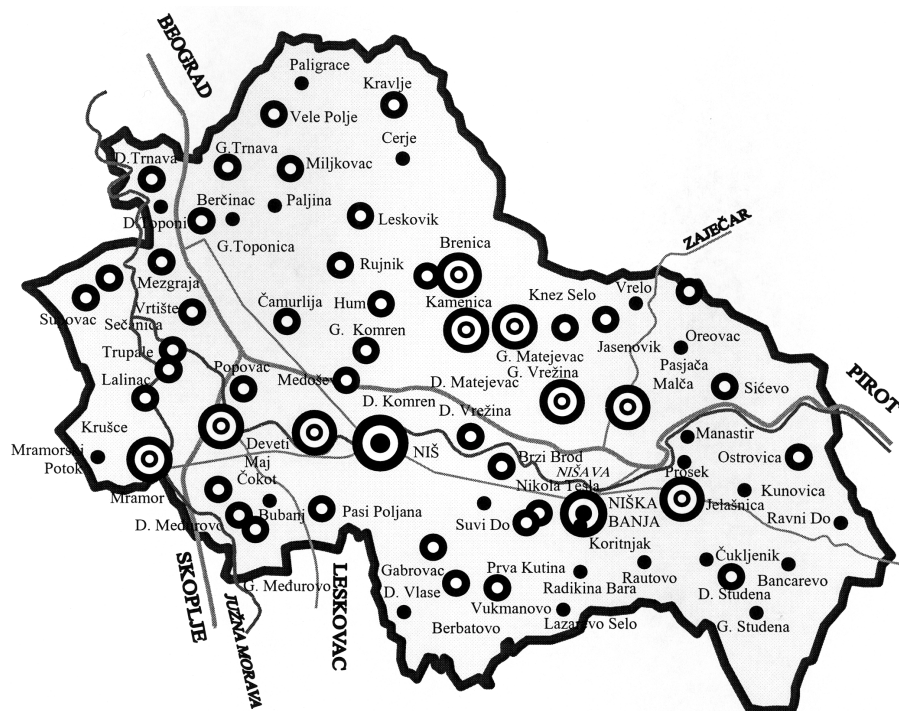 BEOGRAD
Paligrace
Kravlje
Vele Polje
Cerje
D.Trnava
G.Trnava
Miljkovac
Berčinac
Paljina
D.Toponi
Leskovik
G.Toponica
Brenica
ZAJEČAR
Mezgraja
Rujnik
Čamurlija
Hum
Kamenica
Knez Selo
Vrelo
Supovac
Vrtište
Sečanica
G. Komren
G. Matejevac
Jasenovik
Oreovac
Trupale
Popovac
Medoševac
D. Matejevac
G. Vrežina
Pasjača
Malča
Sićevo
PIROT
Lalinac
D. Komren
D. Vrežina
Krušce
Deveti
Maj
NIŠ
Manastir
Mramorski
Potok
Brzi Brod
NIŠAVA
Prosek
Ostrovica
Mramor
Čokot
Nikola Tesla
NIŠKA
BANJA
Jelašnica
Kunovica
D. Međurovo
Bubanj
Pasi Poljana
Suvi Do
Ravni Do
Koritnjak
Gabrovac
Prva Kutina
Čukljenik
SKOPLJE
G. Međurovo
LESKOVAC
D. Vlase
Radikina Bara
Rautovo
Bancarevo
D. Studena
JUŽNA MORAVA
Vukmanovo
Lazarevo Selo
G. Studena
Berbatovo